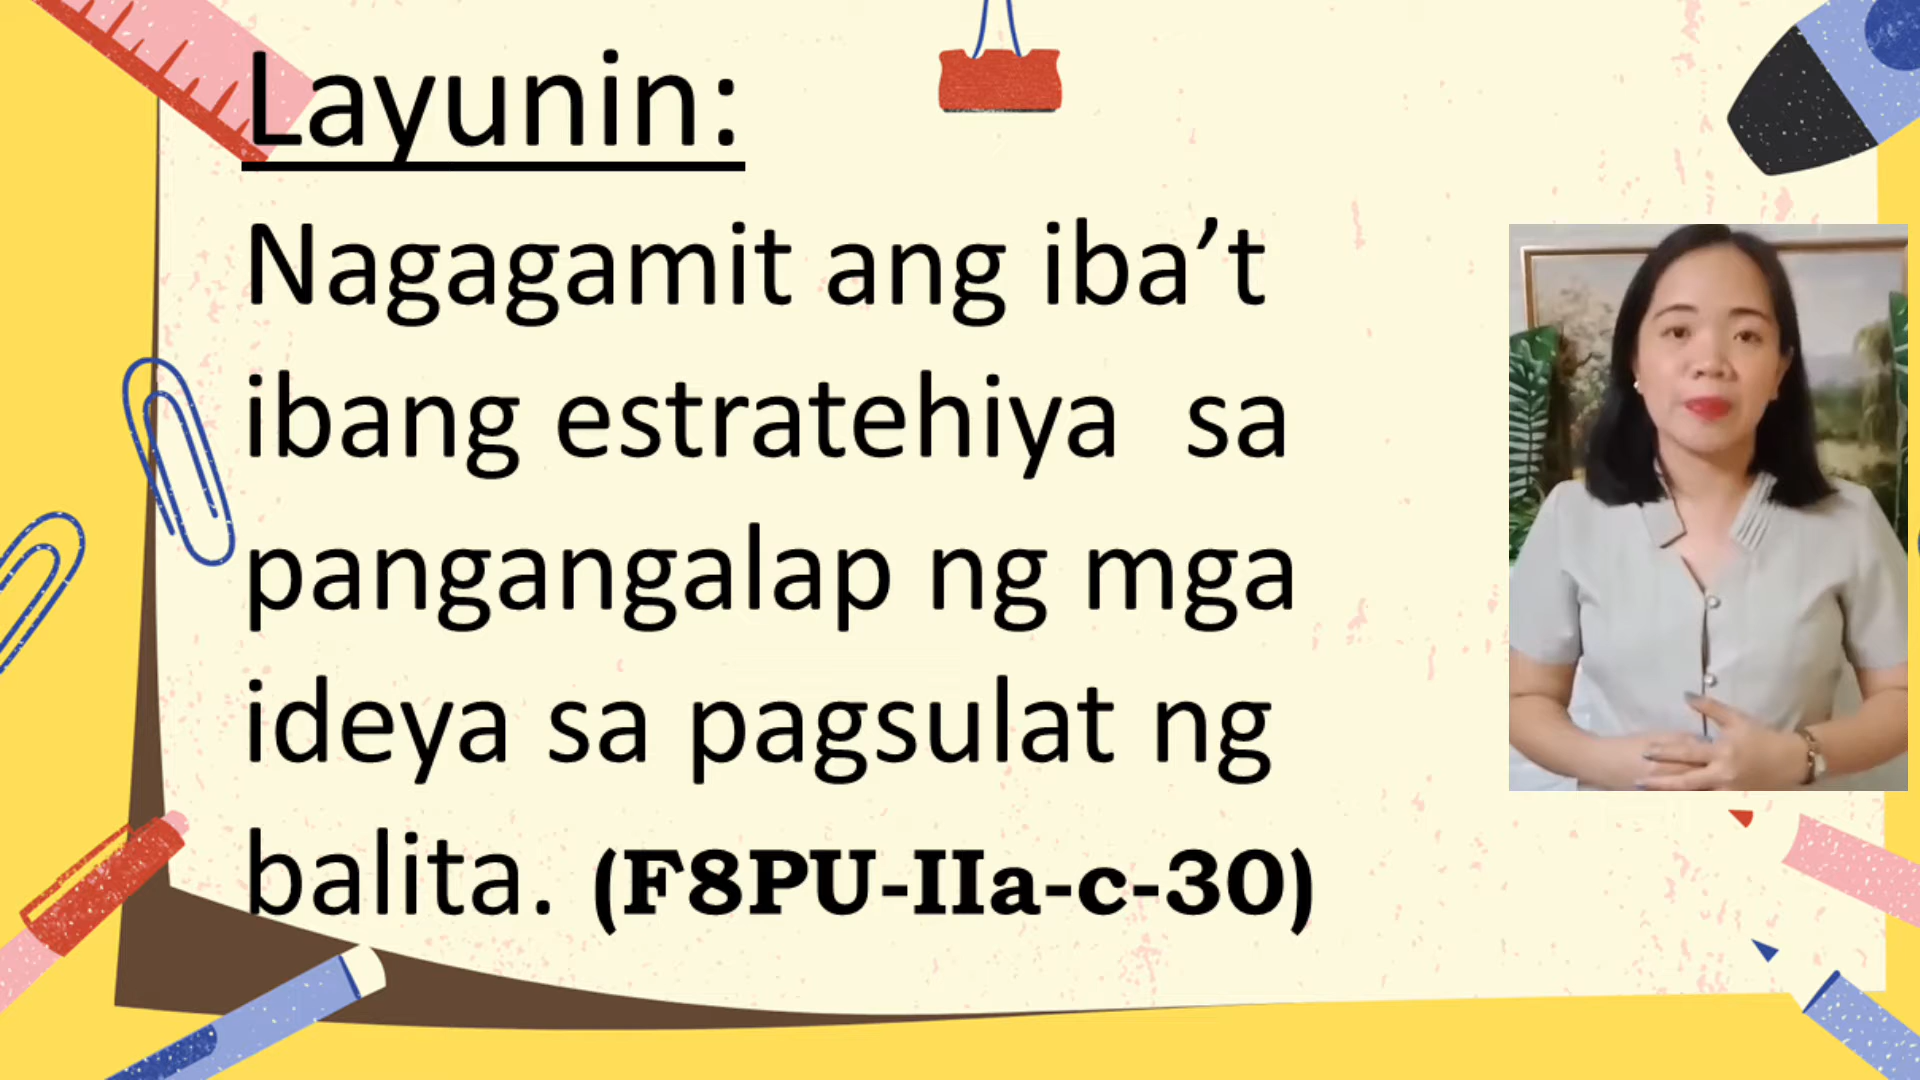 Layunin:
Nagagamit ang iba’t
ibang estratehiya sa
pangangalap ng mga
ideya sa pagsulat ng
balita. (F8PU-IIa-c-30)